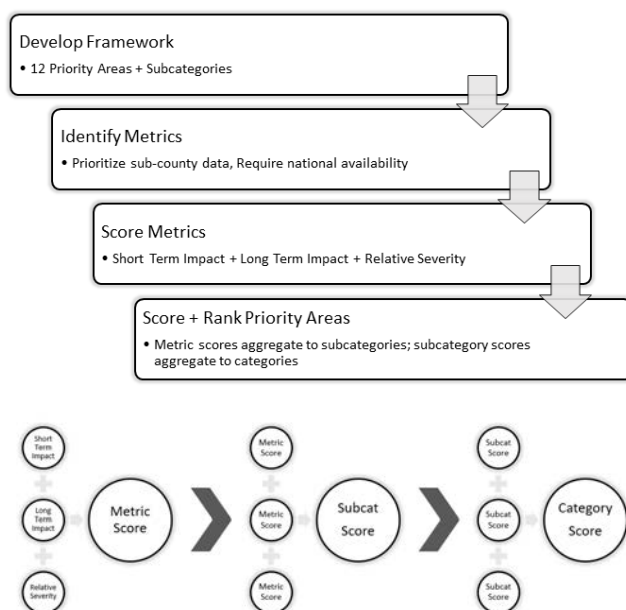 Develop Framework
• 12 Priority Areas + Subcategories
Identify Metrics
• Prioritize sub-county data, Require national availability
Score Metrics
• Short Term Impact + Long Term Impact + Relative Severity
Score + Rank Priority Areas
• Metric scores aggregate to subcategories; subcategory scores
aggregate to categories
Short
Term
Impact
Long
Term
Impact
Relative
Severity
Metric
Score
Metric
Score
Metric
Score
Metric
Score
Subcat
Score
Subcat
Score
Subcat
Score
Subcat
Score
Category
Score